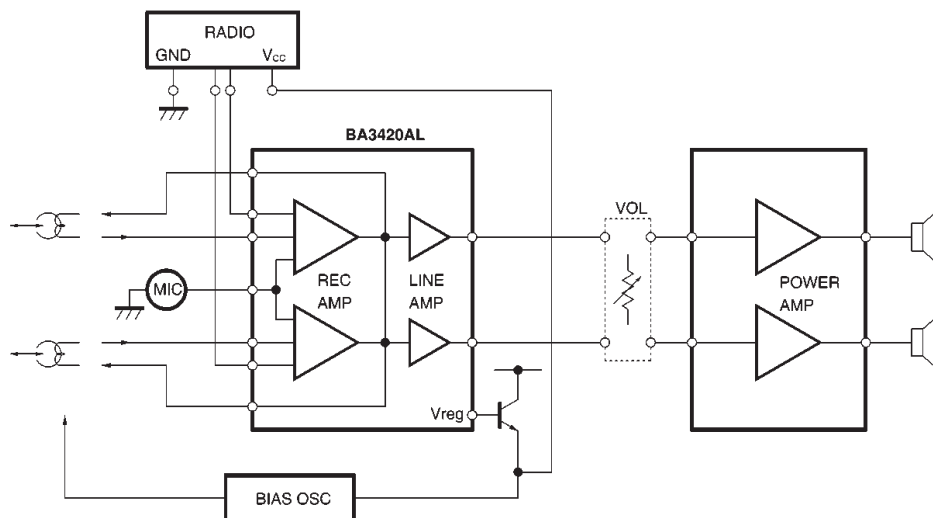 RADIO
GND
Vcc
BA3420AL
VOL
MIC
REC
AMP
LINE
AMP
POWER
AMP
Vreg
BIAS OSC